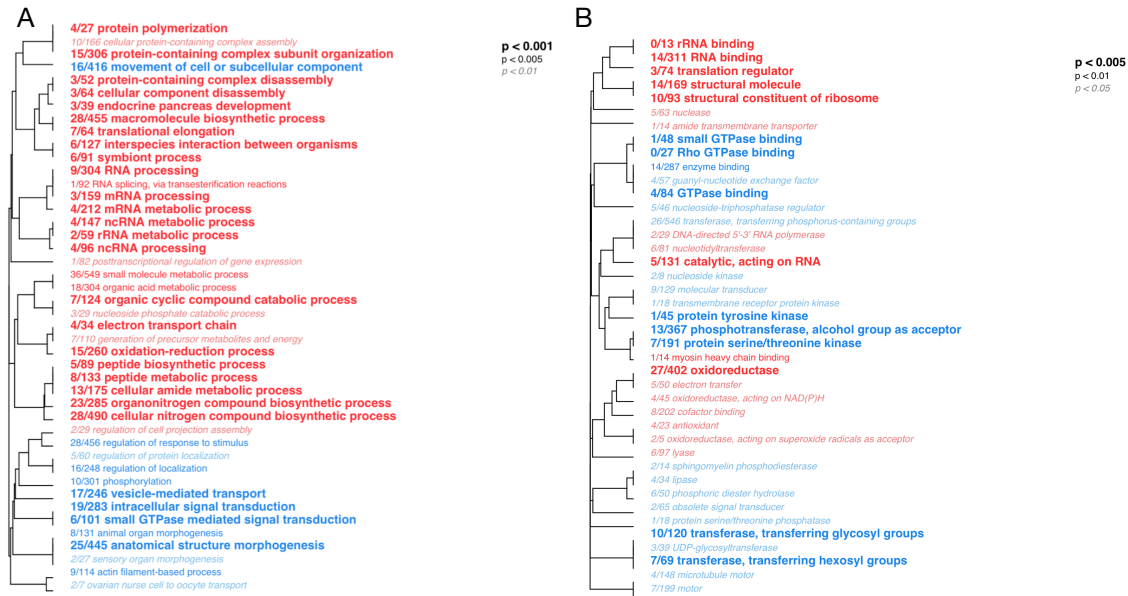 A
4/27 protein polymerization
10/166 cellular protein-containing complex assembly
15/306 protein-containing complex subunit organization
16/416 movement of cell or subcellular component
3/52 protein-containing complex disassembly
3/64 cellular component disassembly
3/39 endocrine pancreas development
28/455 macromolecule biosynthetic process
7/64 translational elongation
6/127 interspecies interaction between organisms
6/91 symbiont process
9/304 RNA processing
1/92 RNA splicing, via transesterification reactions
3/159 mRNA processing
4/212 mRNA metabolic process
4/147 ncRNA metabolic process
2/59 rRNA metabolic process
4/96 ncRNA processing
1/82 posttranscriptional regulation of gene expression
36/549 small molecule metabolic process
18/304 organic acid metabolic process
7/124 organic cyclic compound catabolic process
3/29 nucleoside phosphate catabolic process
4/34 electron transport chain
7/110 generation of precursor metabolites and energy
15/260 oxidation-reduction process
5/89 peptide biosynthetic process
8/133 peptide metabolic process
13/175 cellular amide metabolic process
23/285 organonitrogen compound biosynthetic process
28/490 cellular nitrogen compound biosynthetic process
2/29 regulation of cell projection assembly
28/456 regulation of response to stimulus
5/60 regulation of protein localization
16/248 regulation of localization
10/301 phosphorylation
17/246 vesicle-mediated transport
19/283 intracellular signal transduction
6/101 small GTPase mediated signal transduction
8/131 animal organ morphogenesis
25/445 anatomical structure morphogenesis
2/27 sensory organ morphogenesis
9/114 actin filament-based process
2/7 ovarian nurse cell to oocyte transport
p < 0.001
p < 0.005
p < 0.01
B
0/13 rRNA binding
14/311 RNA binding
3/74 translation regulator
14/169 structural molecule
10/93 structural constituent of ribosome
5/63 nuclease
1/14 amide transmembrane transporter
1/48 small GTPase binding
0/27 Rho GTPase binding
14/287 enzyme binding
4/57 guanyl-nucleotide exchange factor
4/84 GTPase binding
5/46 nucleoside-triphosphatase regulator
26/546 transferase, transferring phosphorus-containing groups
2/29 DNA-directed 5'-3' RNA polymerase
6/81 nucleotidyltransferase
5/131 catalytic, acting on RNA
2/8 nucleoside kinase
9/129 molecular transducer
1/18 transmembrane receptor protein kinase
1/45 protein tyrosine kinase
13/367 phosphotransferase, alcohol group as acceptor
7/191 protein serine/threonine kinase
1/14 myosin heavy chain binding
27/402 oxidoreductase
5/50 electron transfer
4/45 oxidoreductase, acting on NAD(P)H
8/202 cofactor binding
4/23 antioxidant
2/5 oxidoreductase, acting on superoxide radicals as acceptor
6/97 lyase
2/14 sphingomyelin phosphodiesterase
4/34 lipase
6/50 phosphoric diester hydrolase
2/65 obsolete signal transducer
1/18 protein serine/threonine phosphatase
10/120 transferase, transferring glycosyl groups
3/39 UDP-glycosyltransferase
7/69 transferase, transferring hexosyl groups
4/148 microtubule motor
7/199 motor
p < 0.005
p < 0.01
p < 0.05